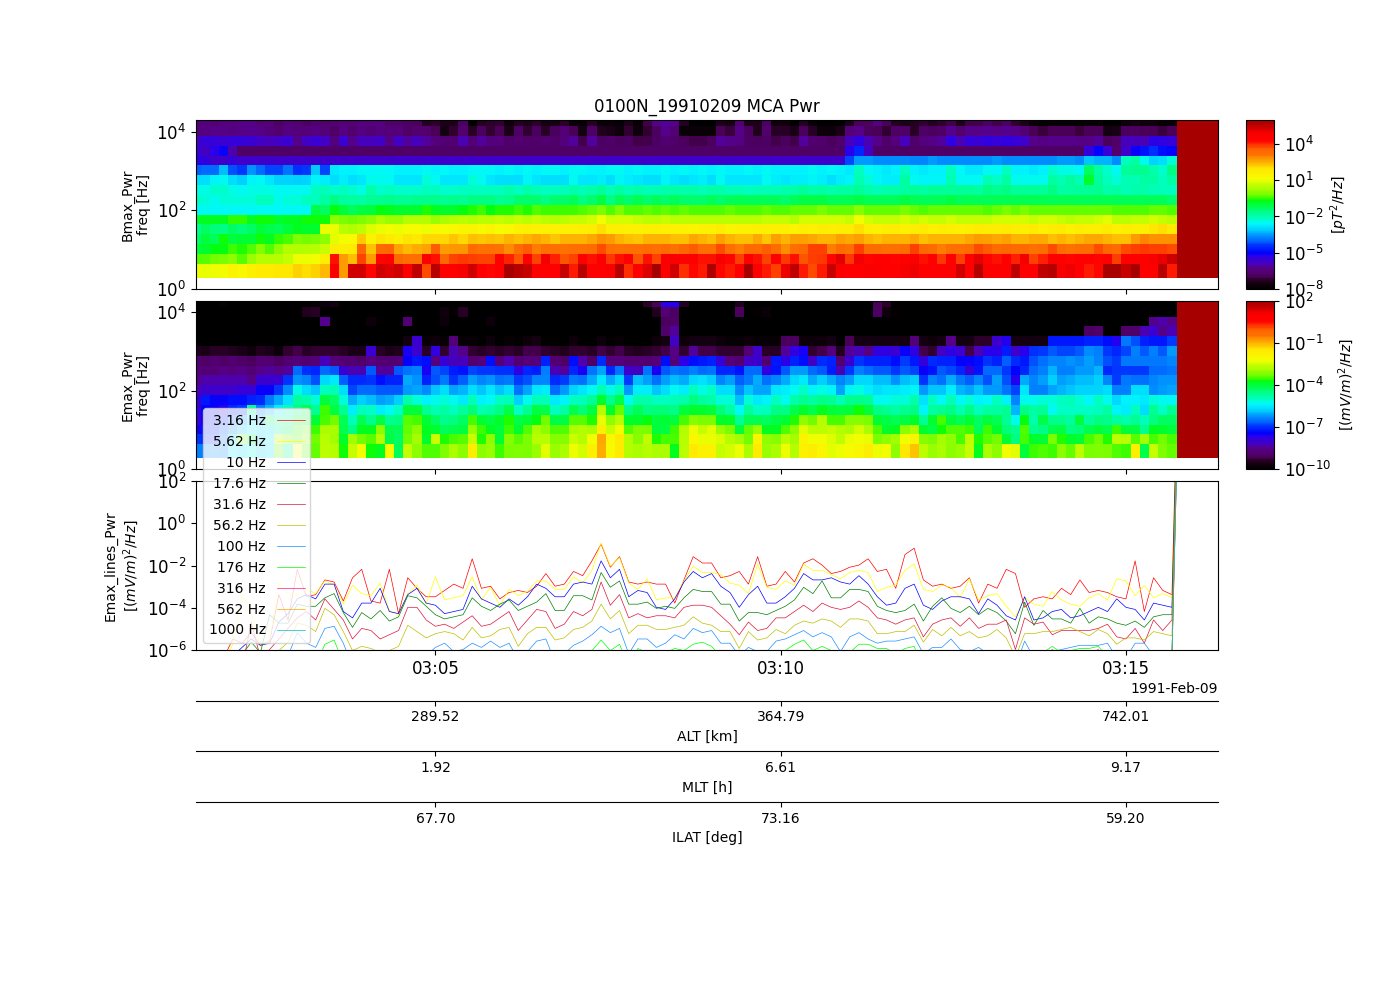 0100N_19910209 MCA Pwr
Bmax_Pwr
freq [Hz]
10^4
10^2
10^0
10^4
10^1
10^-2
10^-5
10^-8
[pT^2/Hz]
Emax_Pwr
freq [Hz]
10^4
10^2
10^0
10^2
10^-1
10^-4
10^-7
10^-10
[(mV/m)^2/Hz]
Emax_lines_Pwr
[(mV/m)^2/Hz]
10^2
10^0
10^-2
10^-4
10^-6
3.16 Hz
5.62 Hz
10 Hz
17.6 Hz
31.6 Hz
56.2 Hz
100 Hz
176 Hz
316 Hz
562 Hz
1000 Hz
03:05 03:10 03:15
1991-Feb-09
289.52 364.79 742.01
ALT [km]
1.92 6.61 9.17
MLT [h]
67.70 73.16 59.20
ILAT [deg]